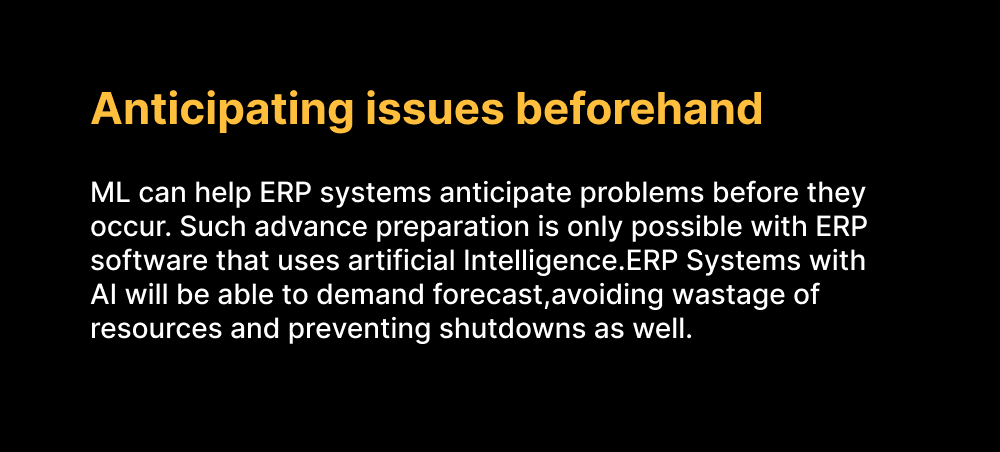 Anticipating issues beforehand
ML can help ERP systems anticipate problems before they
occur. Such advance preparation is only possible with ERP
software that uses artificial Intelligence.ERP Systems with
AI will be able to demand forecast,avoiding wastage of
resources and preventing shutdowns as well.